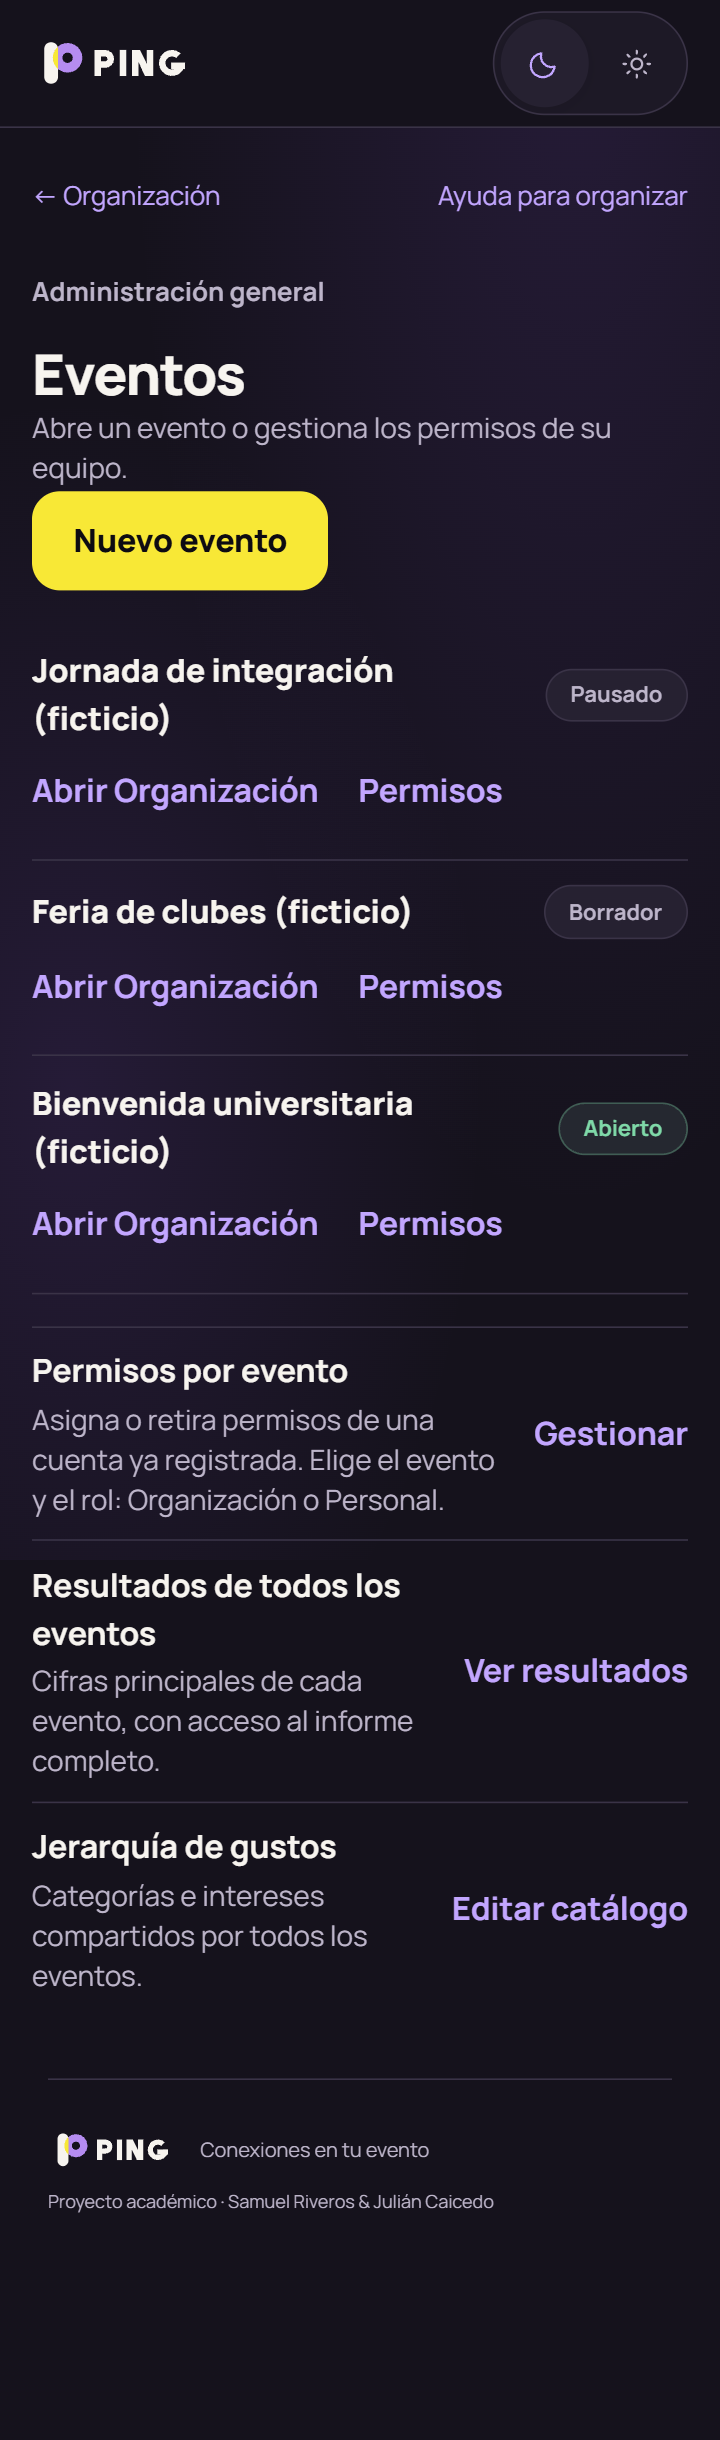 PING
← Organización
Ayuda para organizar
Administración general
Eventos
Abre un evento o gestiona los permisos de su
equipo.
Nuevo evento
Jornada de integración
(ficticio)
Pausado
Abrir Organización
Permisos
Feria de clubes (ficticio)
Borrador
Abrir Organización
Permisos
Bienvenida universitaria
(ficticio)
Abierto
Abrir Organización
Permisos
Permisos por evento
Asigna o retira permisos de una
cuenta ya registrada. Elige el evento
y el rol: Organización o Personal.
Gestionar
Resultados de todos los
eventos
Cifras principales de cada
evento, con acceso al informe
completo.
Ver resultados
Jerarquía de gustos
Categorías e intereses
compartidos por todos los
eventos.
Editar catálogo
PING
Conexiones en tu evento
Proyecto académico · Samuel Riveros & Julián Caicedo